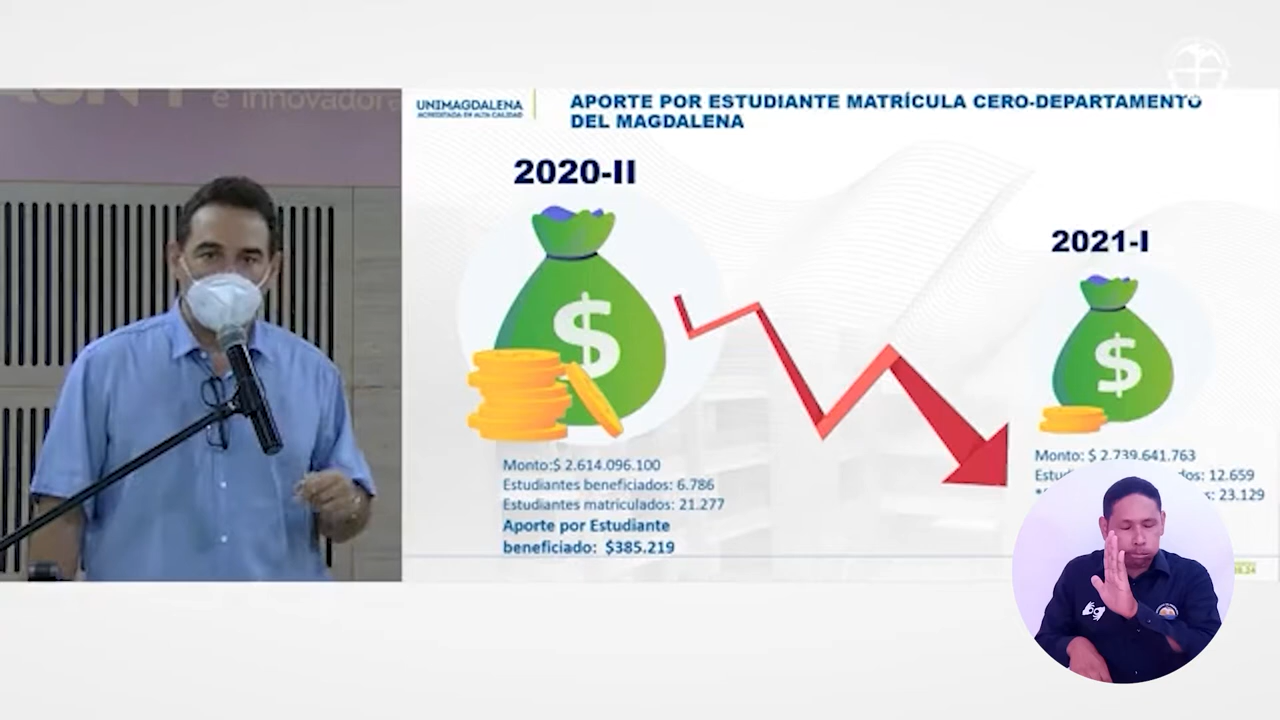 e innovadora
UNIMAGDALENA
ACREDITADA EN ALTA CALIDAD
APORTE POR ESTUDIANTE MATRÍCULA CERO-DEPARTAMENTO
DEL MAGDALENA
2020-II
$
Monto:$ 2.614.096.100
Estudiantes beneficiados: 6.786
Estudiantes matriculados: 21.277
Aporte por Estudiante
beneficiado: $385.219
2021-I
$
Monto: $ 2.739.641.763
12.659
23.129